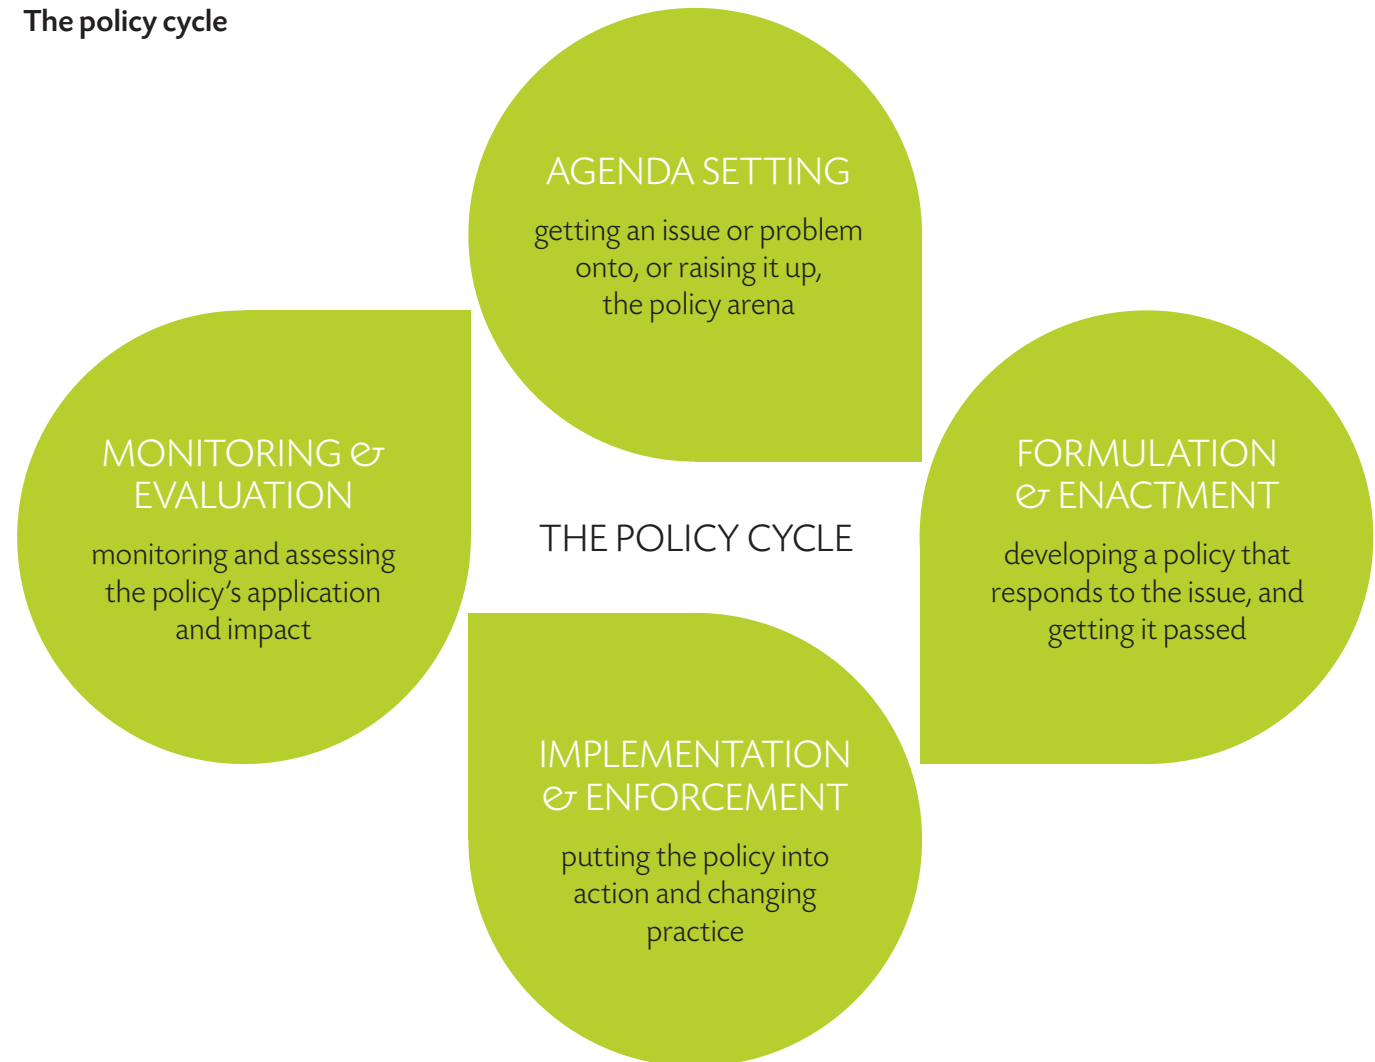 The policy cycle
AGENDA SETTING
getting an issue or problem
onto, or raising it up,
the policy arena
MONITORING &
EVALUATION
monitoring and assessing
the policy’s application
and impact
THE POLICY CYCLE
FORMULATION
& ENACTMENT
developing a policy that
responds to the issue, and
getting it passed
IMPLEMENTATION
& ENFORCEMENT
putting the policy into
action and changing
practice